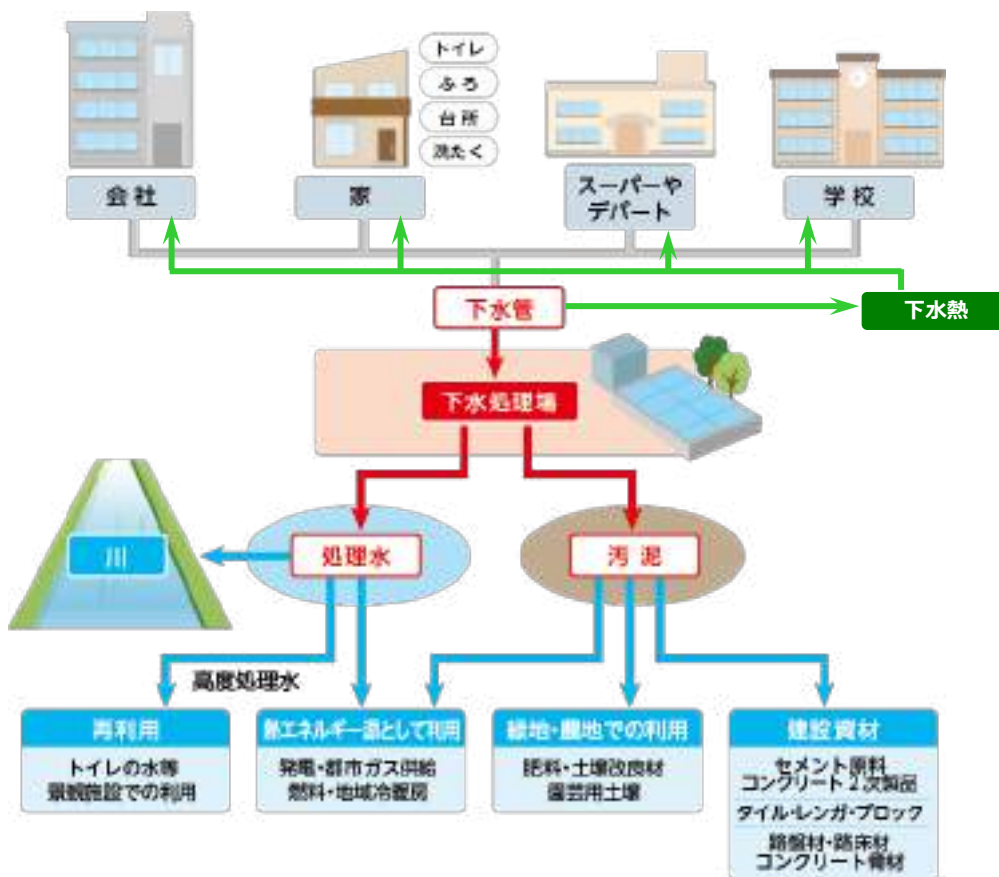 トイレ
ふろ
台所
洗たく
会社
家
スーパーや
デパート
学校
下水管
下水熱
下水処理場
川
処理水
汚泥
高度処理水
再利用
トイレの水等
景観施設での利用
熱エネルギー源として利用
発電・都市ガス供給
燃料・地域冷暖房
緑地・農地での利用
肥料・土壌改良材
園芸用土壌
建設資材
セメント原料
コンクリート2次製品
タイル・レンガ・ブロック
路盤材・路床材
コンクリート骨材